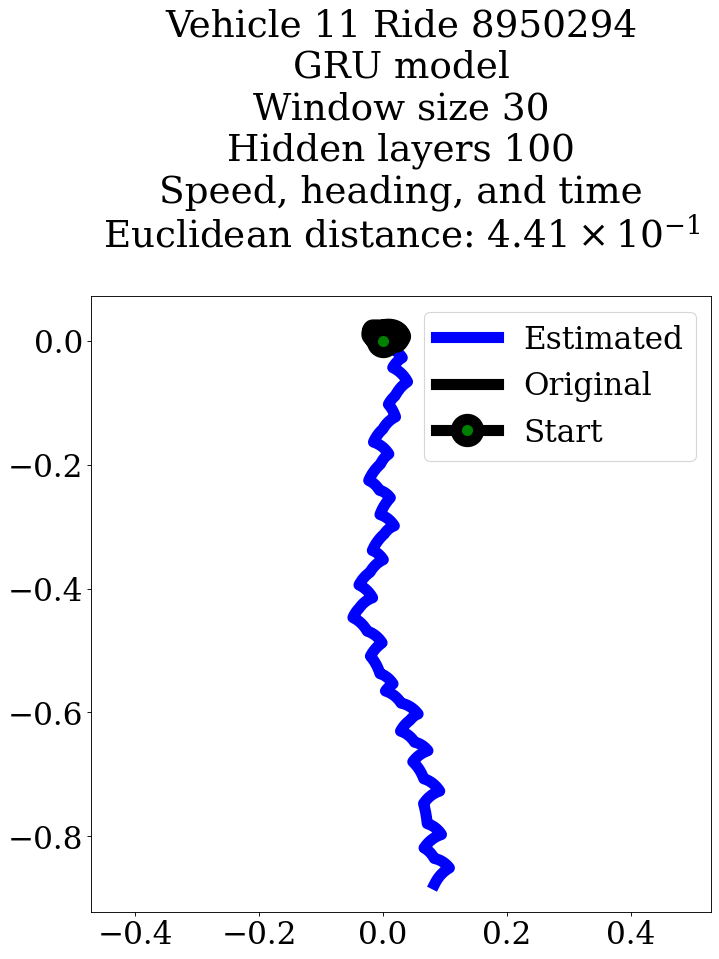 Vehicle 11 Ride 8950294
GRU model
Window size 30
Hidden layers 100
Speed, heading, and time
Euclidean distance: 4.41 × 10⁻¹
Estimated
Original
Start
0.0
−0.2
−0.4
−0.6
−0.8
−0.4 −0.2 0.0 0.2 0.4